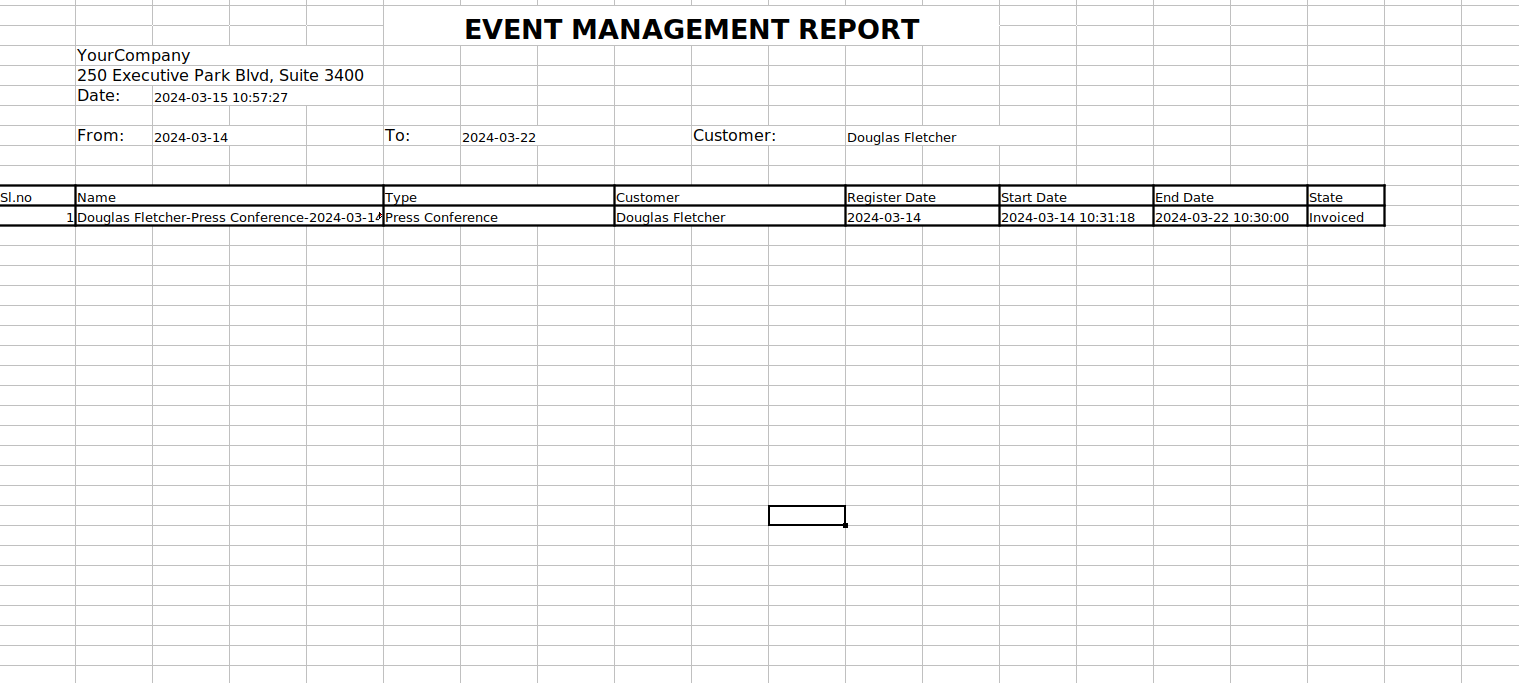 EVENT MANAGEMENT REPORT
YourCompany
250 Executive Park Blvd, Suite 3400
Date: 2024-03-15 10:57:27
From: 2024-03-14 To: 2024-03-22 Customer: Douglas Fletcher
Sl.no Name Type Customer Register Date Start Date End Date State
1 Douglas Fletcher-Press Conference-2024-03-14 Press Conference Douglas Fletcher 2024-03-14 2024-03-14 10:31:18 2024-03-22 10:30:00 Invoiced